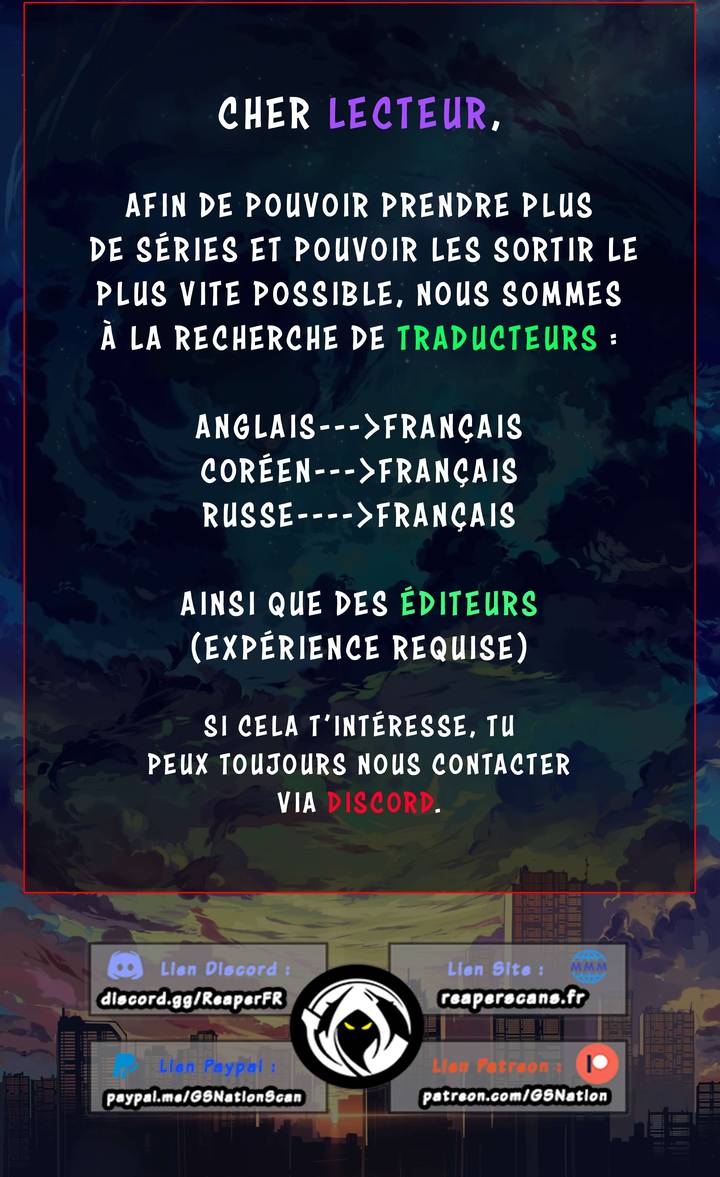 CHER LECTEUR,
AFIN DE POUVOIR PRENDRE PLUS
DE SÉRIES ET POUVOIR LES SORTIR LE
PLUS VITE POSSIBLE, NOUS SOMMES
À LA RECHERCHE DE TRADUCTEURS :
ANGLAIS--->FRANÇAIS
CORÉEN--->FRANÇAIS
RUSSE---->FRANÇAIS
AINSI QUE DES ÉDITEURS
(EXPÉRIENCE REQUISE)
SI CELA T'INTÉRESSE, TU
PEUX TOUJOURS NOUS CONTACTER
VIA DISCORD.
Lien Discord :
discord.gg/ReaperFR
Lien Site :
MMM
reaperscans.fr
Lien Paypal :
paypal.me/GSNationScan
Lien Patreon :
patreon.com/GSNation